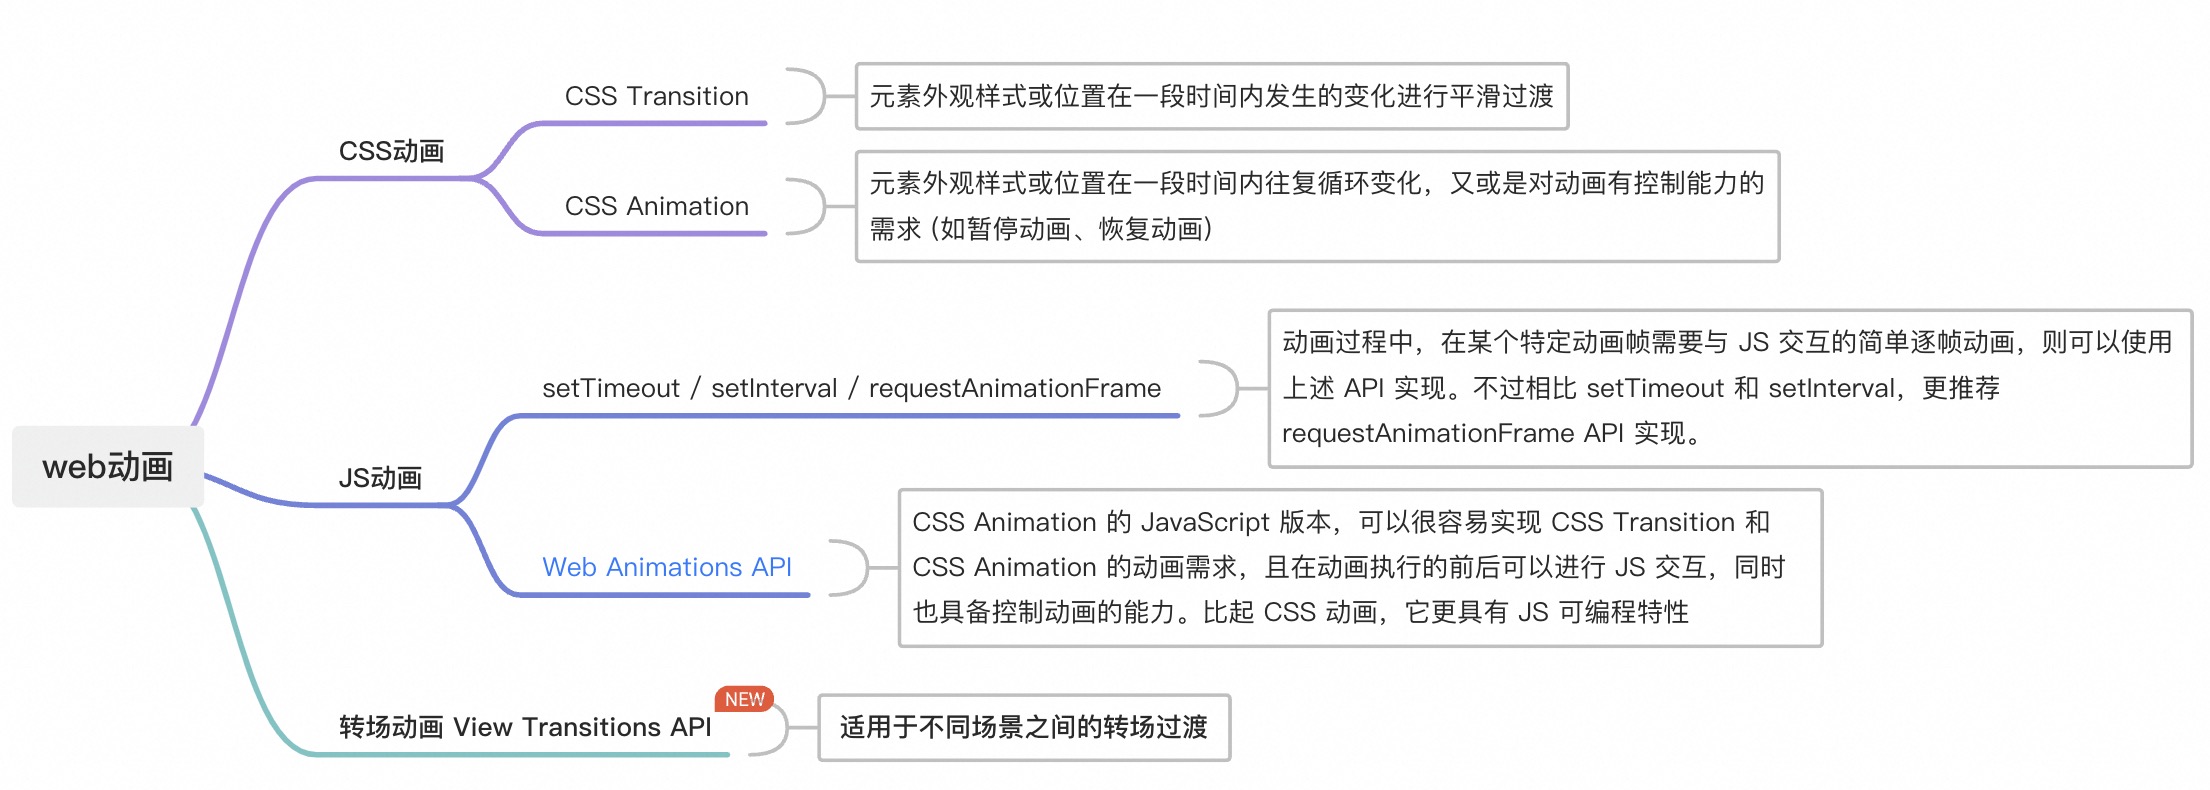 CSS Transition
元素外观样式或位置在一段时间内发生的变化进行平滑过渡
CSS动画
CSS Animation
元素外观样式或位置在一段时间内往复循环变化，又或是对动画有控制能力的
需求 (如暂停动画、恢复动画)
web动画
JS动画
setTimeout / setInterval / requestAnimationFrame
动画过程中，在某个特定动画帧需要与 JS 交互的简单逐帧动画，则可以使用
上述 API 实现。不过相比 setTimeout 和 setInterval，更推荐
requestAnimationFrame API 实现。
Web Animations API
CSS Animation 的 JavaScript 版本，可以很容易实现 CSS Transition 和
CSS Animation 的动画需求，且在动画执行的前后可以进行 JS 交互，同时
也具备控制动画的能力。比起 CSS 动画，它更具有 JS 可编程特性
转场动画 View Transitions API
NEW
适用于不同场景之间的转场过渡